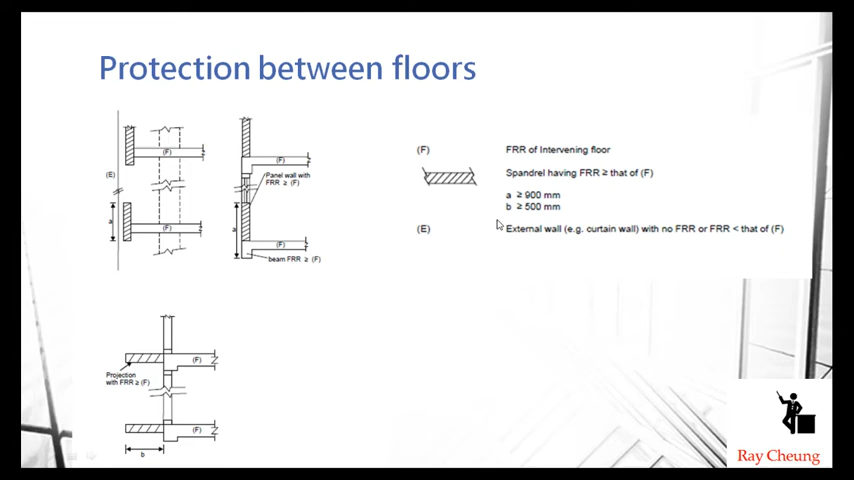 Protection between floors
(F)
(E)
(F)
a
(F)
Panel wall with
FRR ≥ (F)
a
(F)
beam FRR ≥ (F)
(F)
FRR of Intervening floor
Spandrel having FRR ≥ that of (F)
a ≥ 900 mm
b ≥ 500 mm
(E)
External wall (e.g. curtain wall) with no FRR or FRR < that of (F)
(F)
Projection
with FRR ≥ (F)
(F)
b
Ray Cheung